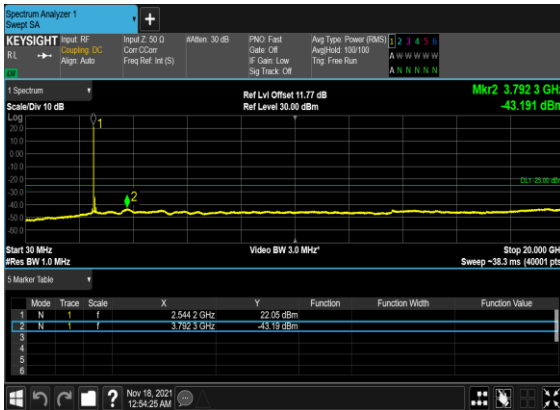 Spectrum Analyzer 1
Swept SA
+
KEYSIGHT
RL
Input: RF
Coupling: DC
Align: Auto
Input Z: 50 Ω
Corr CCorr
Freq Ref: Int (S)
#Atten: 30 dB
PNO: Fast
Gate: Off
IF Gain: Low
Sig Track: Off
Avg Type: Power (RMS)
Avg|Hold: 100/100
Trig: Free Run
1 2 3 4 5 6
A W W W W W
A N N N N N
1 Spectrum
Scale/Div 10 dB
Ref Lvl Offset 11.77 dB
Ref Level 30.00 dBm
Mkr2 3.792 3 GHz
-43.191 dBm
Log
20.0
10.0
0.00
-10.0
-20.0
-30.0
-40.0
-50.0
-60.0
1
2
DL1 -25.00 dBm
Start 30 MHz
#Res BW 1.0 MHz
Video BW 3.0 MHz*
Stop 20.000 GHz
Sweep ~38.3 ms (40001 pts)
5 Marker Table
Mode Trace Scale X Y Function Function Width Function Value
1 N 1 f 2.544 2 GHz 22.05 dBm
2 N 1 f 3.792 3 GHz -43.19 dBm
3
4
5
6
?
Nov 18, 2021
12:54:25 AM